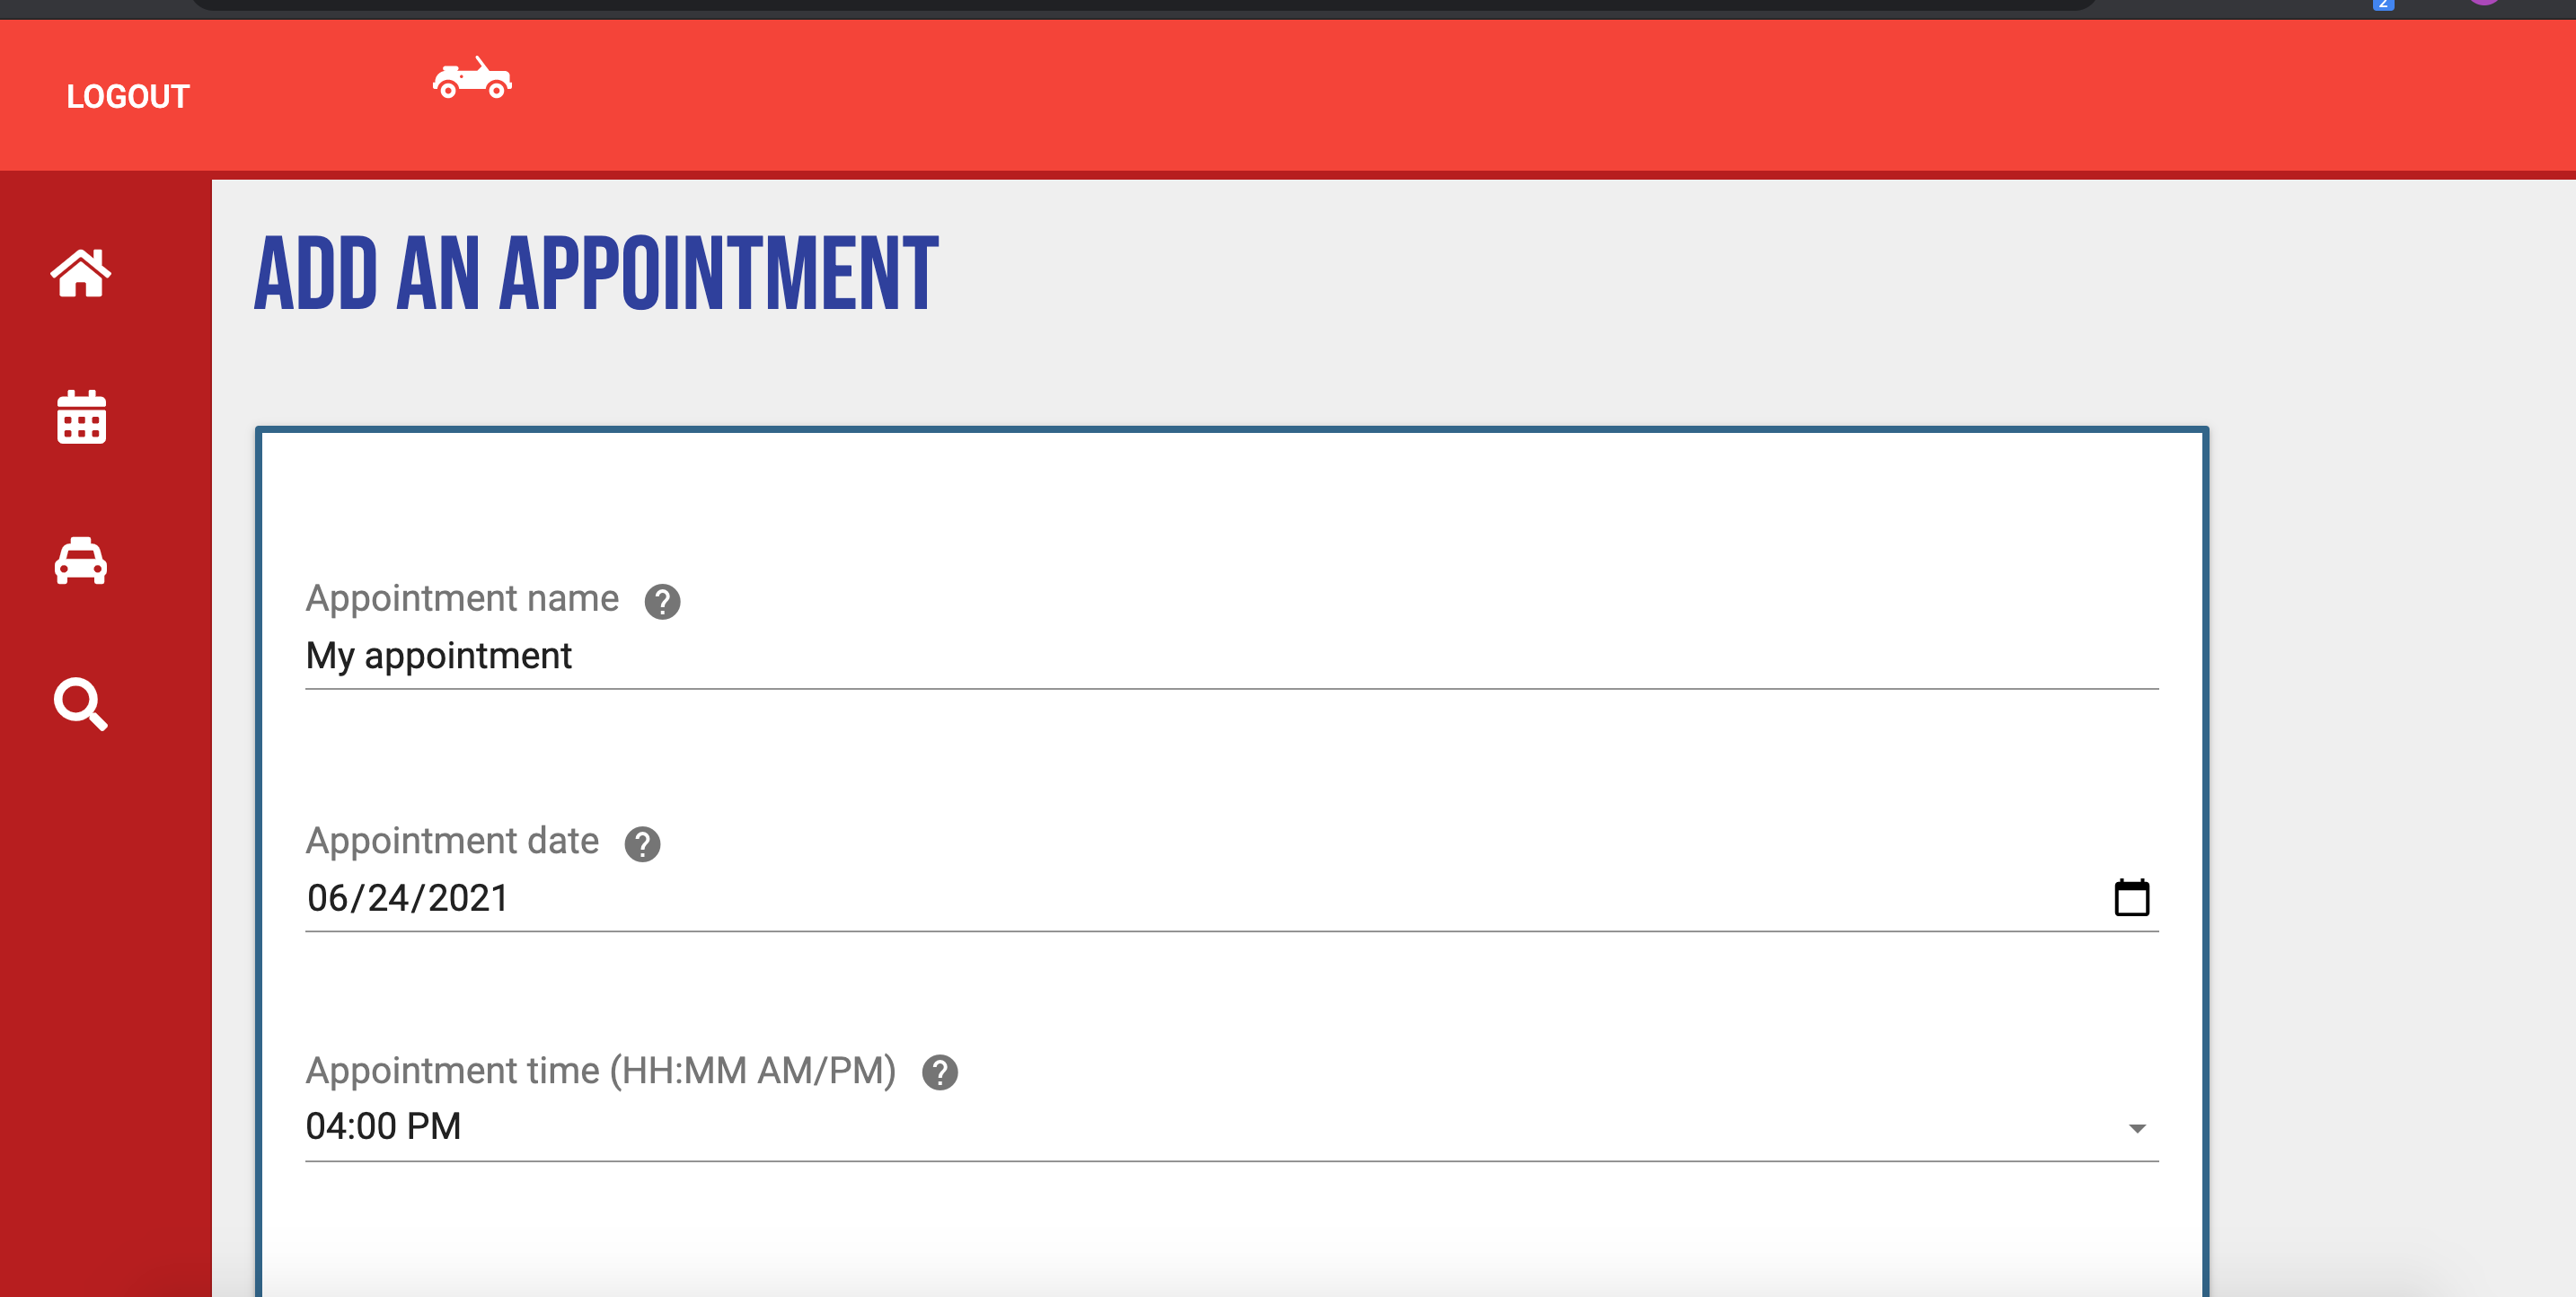 2
LOGOUT
ADD AN APPOINTMENT
Appointment name ?
My appointment
Appointment date ?
06/24/2021
Appointment time (HH:MM AM/PM) ?
04:00 PM